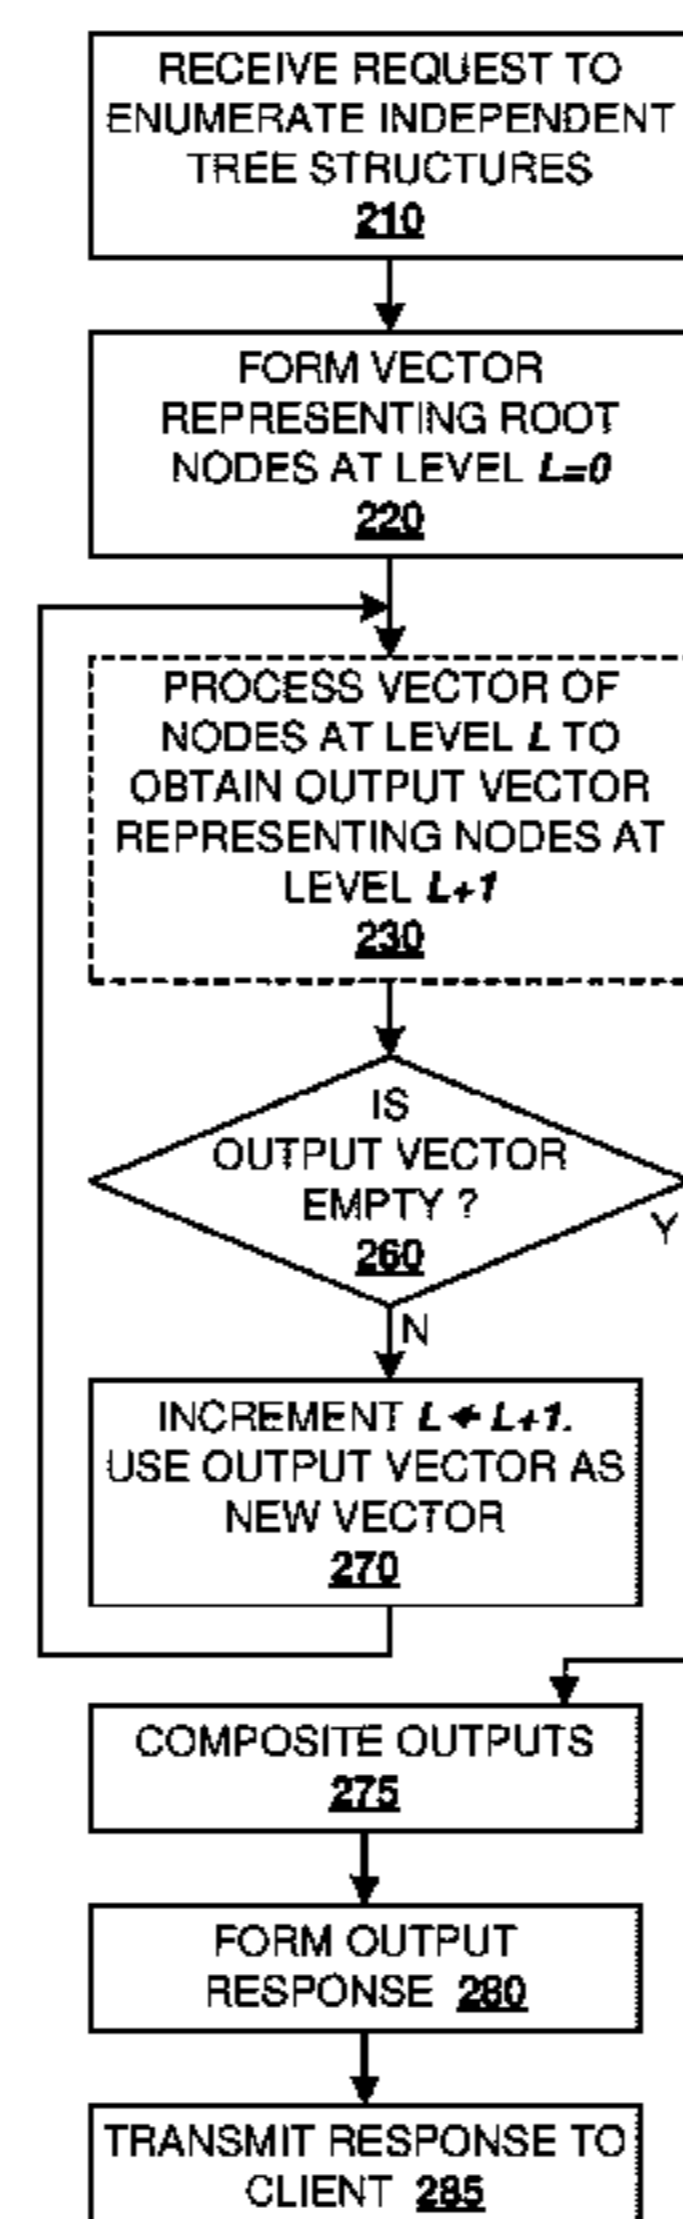 RECEIVE REQUEST TO
ENUMERATE INDEPENDENT
TREE STRUCTURES
210
FORM VECTOR
REPRESENTING ROOT
NODES AT LEVEL L=0
220
PROCESS VECTOR OF
NODES AT LEVEL L TO
OBTAIN OUTPUT VECTOR
REPRESENTING NODES AT
LEVEL L+1
230
IS
OUTPUT VECTOR
EMPTY ?
260
Y
N
INCREMENT L ← L+1.
USE OUTPUT VECTOR AS
NEW VECTOR
270
COMPOSITE OUTPUTS
275
FORM OUTPUT
RESPONSE 280
TRANSMIT RESPONSE TO
CLIENT 285